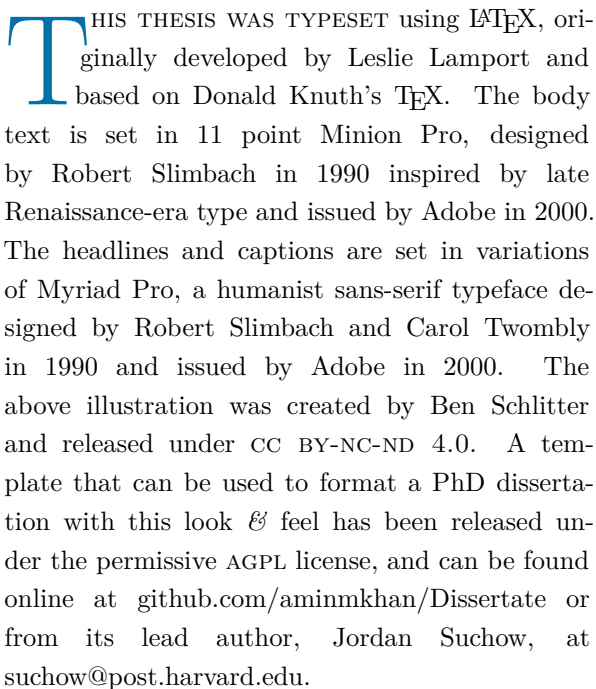 THIS THESIS WAS TYPESET using LATEX, ori-
ginally developed by Leslie Lamport and
based on Donald Knuth's TEX. The body
text is set in 11 point Minion Pro, designed
by Robert Slimbach in 1990 inspired by late
Renaissance-era type and issued by Adobe in 2000.
The headlines and captions are set in variations
of Myriad Pro, a humanist sans-serif typeface de-
signed by Robert Slimbach and Carol Twombly
in 1990 and issued by Adobe in 2000. The
above illustration was created by Ben Schlitter
and released under CC BY-NC-ND 4.0. A tem-
plate that can be used to format a PhD disserta-
tion with this look & feel has been released un-
der the permissive AGPL license, and can be found
online at github.com/aminmkhan/Dissertate or
from its lead author, Jordan Suchow, at
suchow@post.harvard.edu.